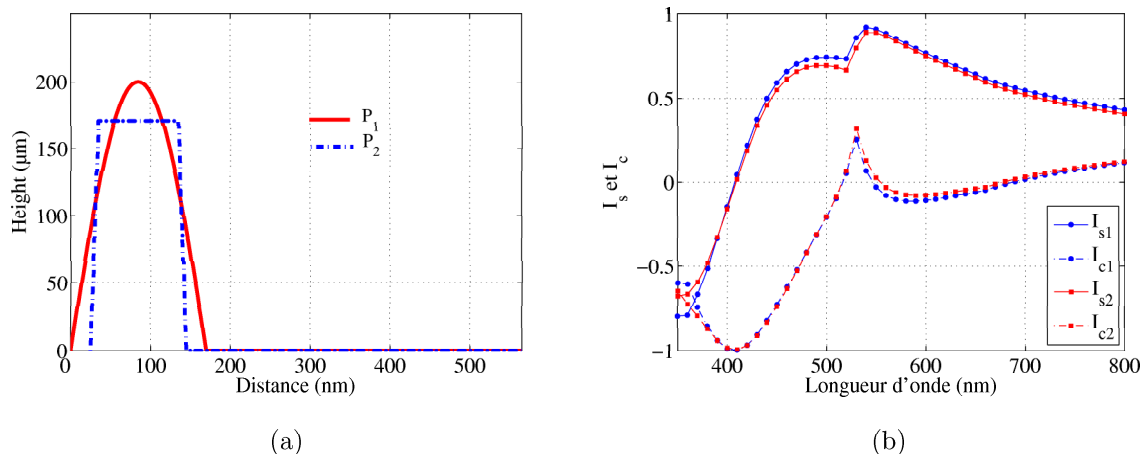 200
150
100
50
0
Height (µm)
P1
P2
0
100
200
300
400
500
Distance (nm)
(a)
1
0.5
0
−0.5
−1
Is et Ic
Is1
Ic1
Is2
Ic2
400
500
600
700
800
Longueur d'onde (nm)
(b)